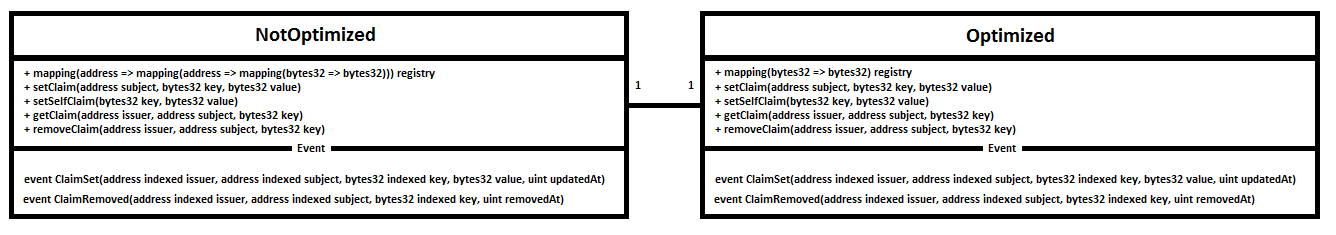 NotOptimized
+ mapping(address => mapping(address => mapping(bytes32 => bytes32))) registry
+ setClaim(address subject, bytes32 key, bytes32 value)
+ setSelfClaim(bytes32 key, bytes32 value)
+ getClaim(address issuer, address subject, bytes32 key)
+ removeClaim(address issuer, address subject, bytes32 key)
Event
event ClaimSet(address indexed issuer, address indexed subject, bytes32 indexed key, bytes32 value, uint updatedAt)
event ClaimRemoved(address indexed issuer, address indexed subject, bytes32 indexed key, uint removedAt)
1
1
Optimized
+ mapping(bytes32 => bytes32) registry
+ setClaim(address subject, bytes32 key, bytes32 value)
+ setSelfClaim(bytes32 key, bytes32 value)
+ getClaim(address issuer, address subject, bytes32 key)
+ removeClaim(address issuer, address subject, bytes32 key)
Event
event ClaimSet(address indexed issuer, address indexed subject, bytes32 indexed key, bytes32 value, uint updatedAt)
event ClaimRemoved(address indexed issuer, address indexed subject, bytes32 indexed key, uint removedAt)